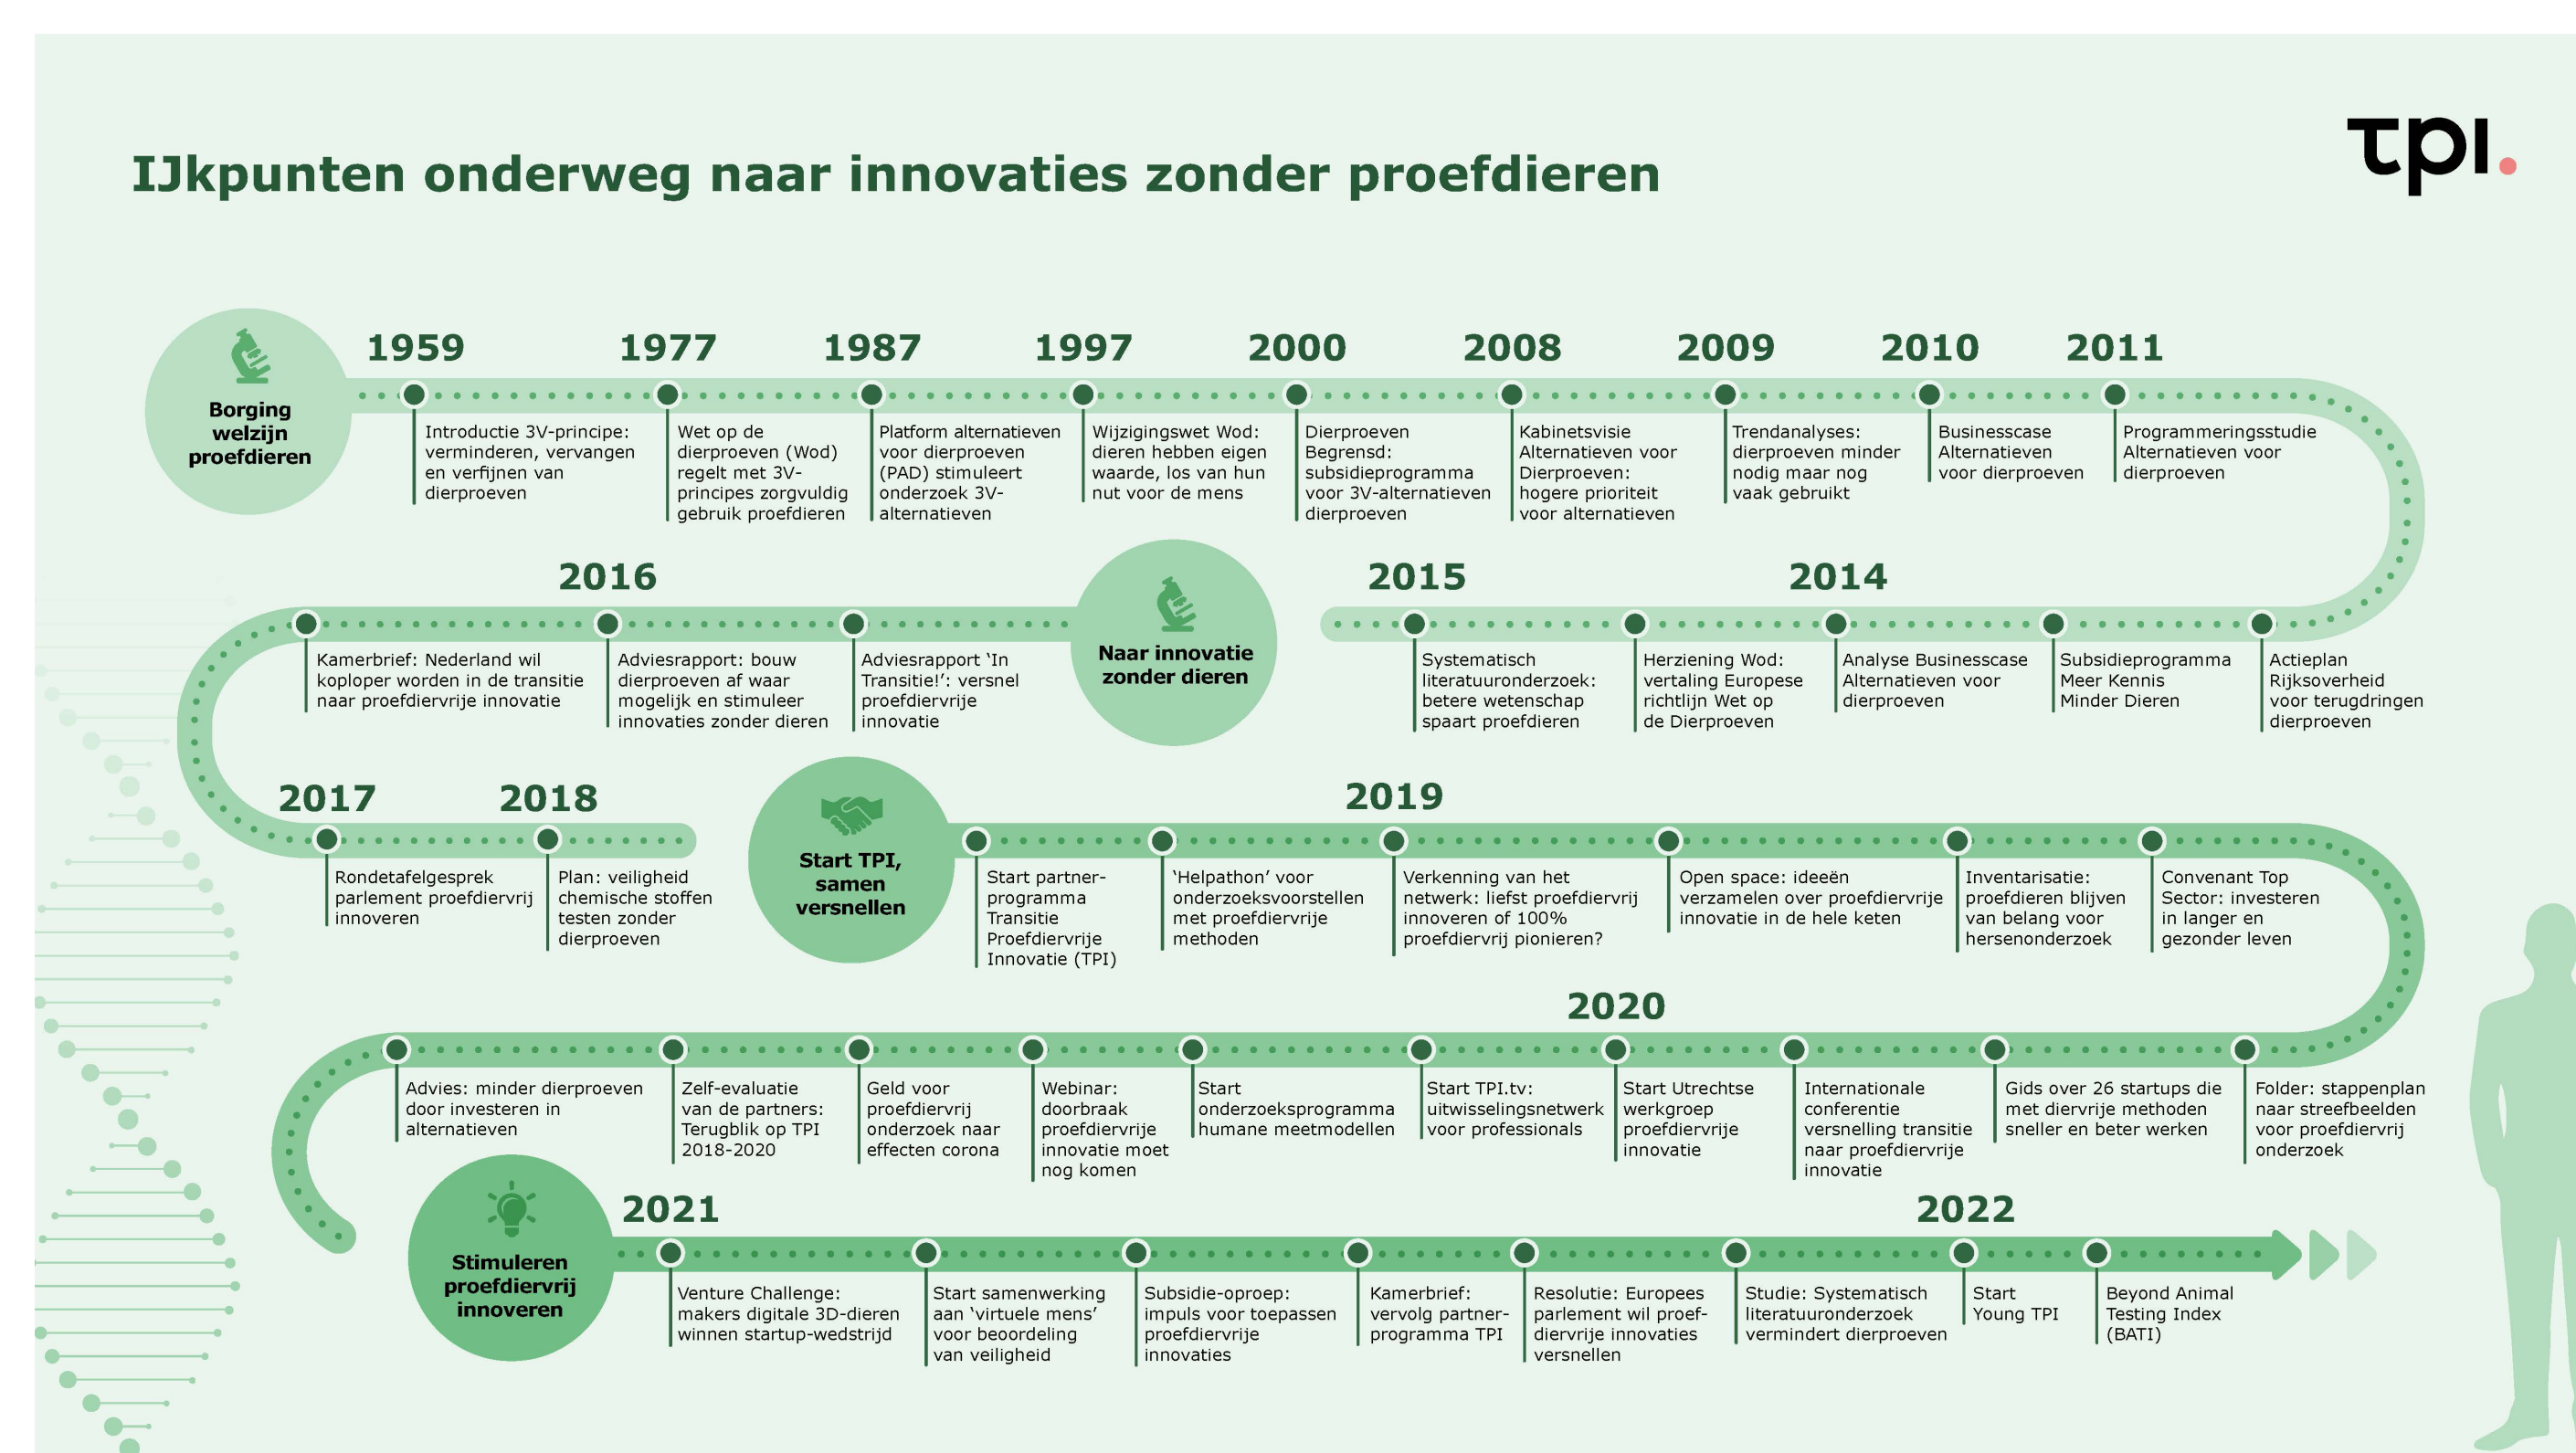 IJkpunten onderweg naar innovaties zonder proefdieren
tpi.
Borging
welzijn
proefdieren
1959
Introductie 3V-principe:
verminderen, vervangen
en verfijnen van
dierproeven
1977
Wet op de
dierproeven (Wod)
regelt met 3V-
principes zorgvuldig
gebruik proefdieren
1987
Platform alternatieven
voor dierproeven
(PAD) stimuleert
onderzoek 3V-
alternatieven
1997
Wijzigingswet Wod:
dieren hebben eigen
waarde, los van hun
nut voor de mens
2000
Dierproeven
Begrensd:
subsidieprogramma
voor 3V-alternatieven
dierproeven
2008
Kabinetsvisie
Alternatieven voor
Dierproeven:
hogere prioriteit
voor alternatieven
2009
Trendanalyses:
dierproeven minder
nodig maar nog
vaak gebruikt
2010
Businesscase
Alternatieven
voor dierproeven
2011
Programmeringsstudie
Alternatieven voor
dierproeven
Actieplan
Rijksoverheid
voor terugdringen
dierproeven
Subsidieprogramma
Meer Kennis
Minder Dieren
2014
Analyse Businesscase
Alternatieven voor
dierproeven
Herziening Wod:
vertaling Europese
richtlijn Wet op
de Dierproeven
2015
Systematisch
literatuuronderzoek:
betere wetenschap
spaart proefdieren
Naar innovatie
zonder dieren
Adviesrapport ‘In
Transitie!’: versnel
proefdiervrije
innovatie
2016
Adviesrapport: bouw
dierproeven af waar
mogelijk en stimuleer
innovaties zonder dieren
Kamerbrief: Nederland wil
koploper worden in de transitie
naar proefdiervrije innovatie
2017
Rondetafelgesprek
parlement proefdiervrij
innoveren
2018
Plan: veiligheid
chemische stoffen
testen zonder
dierproeven
Start TPI,
samen
versnellen
Start partner-
programma
Transitie
Proefdiervrije
Innovatie (TPI)
‘Helpathon’ voor
onderzoeksvoorstellen
met proefdiervrije
methoden
2019
Verkenning van het
netwerk: liefst proefdiervrij
innoveren of 100%
proefdiervrij pionieren?
Open space: ideeën
verzamelen over proefdiervrije
innovatie in de hele keten
Inventarisatie:
proefdieren blijven
van belang voor
hersenonderzoek
Convenant Top
Sector: investeren
in langer en
gezonder leven
Folder: stappenplan
naar streefbeelden
voor proefdiervrij
onderzoek
Gids over 26 startups die
met diervrije methoden
sneller en beter werken
Internationale
conferentie
versnelling transitie
naar proefdiervrije
innovatie
2020
Start Utrechtse
werkgroep
proefdiervrije
innovatie
Start TPI.tv:
uitwisselingsnetwerk
voor professionals
Start
onderzoeksprogramma
humane meetmodellen
Webinar:
doorbraak
proefdiervrije
innovatie moet
nog komen
Geld voor
proefdiervrij
onderzoek naar
effecten corona
Zelf-evaluatie
van de partners:
Terugblik op TPI
2018-2020
Advies: minder dierproeven
door investeren in
alternatieven
Stimuleren
proefdiervrij
innoveren
2021
Venture Challenge:
makers digitale 3D-dieren
winnen startup-wedstrijd
Start samenwerking
aan ‘virtuele mens’
voor beoordeling
van veiligheid
Subsidie-oproep:
impuls voor toepassen
proefdiervrije
innovaties
Kamerbrief:
vervolg partner-
programma TPI
Resolutie: Europees
parlement wil proef-
diervrije innovaties
versnellen
Studie: Systematisch
literatuuronderzoek
vermindert dierproeven
2022
Start
Young TPI
Beyond Animal
Testing Index
(BATI)